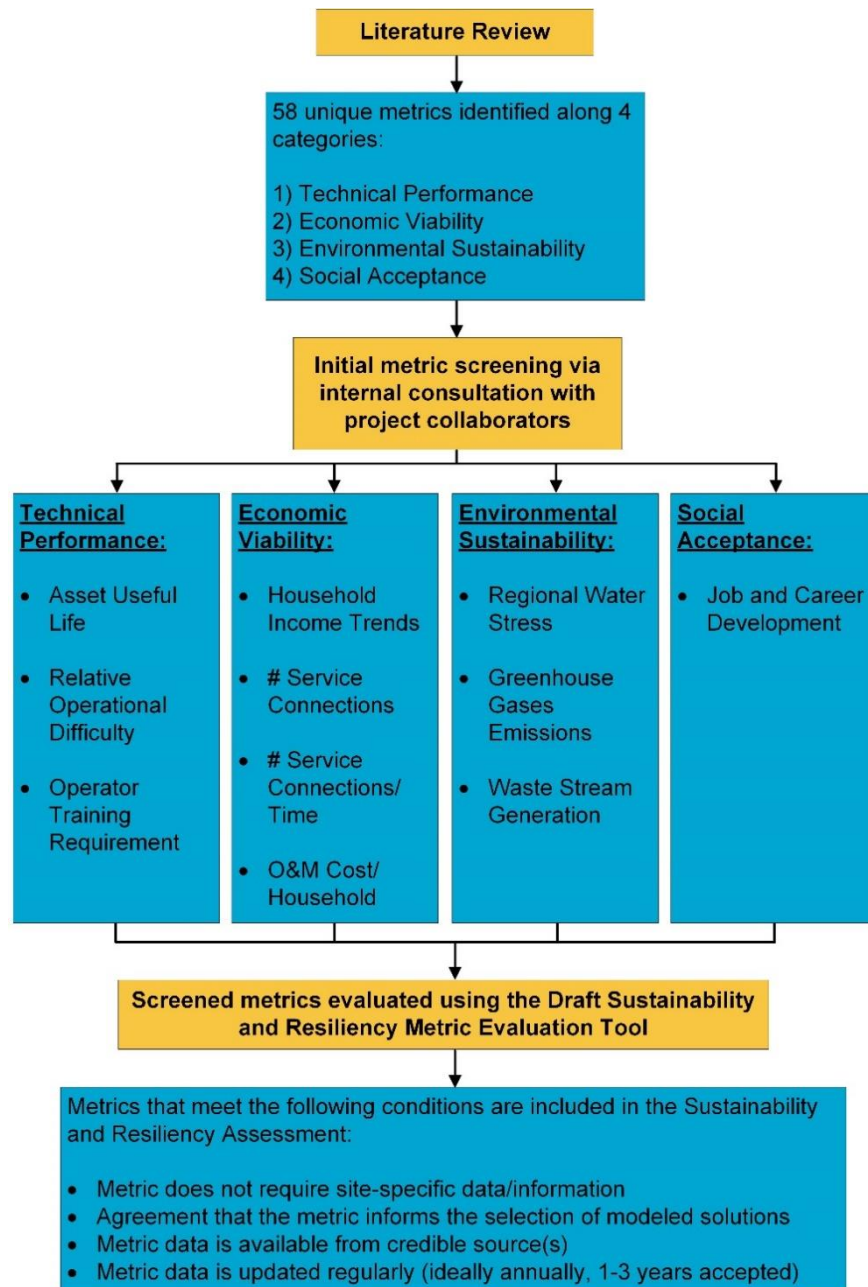 Literature Review
58 unique metrics identified along 4
categories:
1) Technical Performance
2) Economic Viability
3) Environmental Sustainability
4) Social Acceptance
Initial metric screening via
internal consultation with
project collaborators
Technical
Performance:
• Asset Useful
Life
• Relative
Operational
Difficulty
• Operator
Training
Requirement
Economic
Viability:
• Household
Income Trends
• # Service
Connections
• # Service
Connections/
Time
• O&M Cost/
Household
Environmental
Sustainability:
• Regional Water
Stress
• Greenhouse
Gases
Emissions
• Waste Stream
Generation
Social
Acceptance:
• Job and Career
Development
Screened metrics evaluated using the Draft Sustainability
and Resiliency Metric Evaluation Tool
Metrics that meet the following conditions are included in the Sustainability
and Resiliency Assessment:
• Metric does not require site-specific data/information
• Agreement that the metric informs the selection of modeled solutions
• Metric data is available from credible source(s)
• Metric data is updated regularly (ideally annually, 1-3 years accepted)